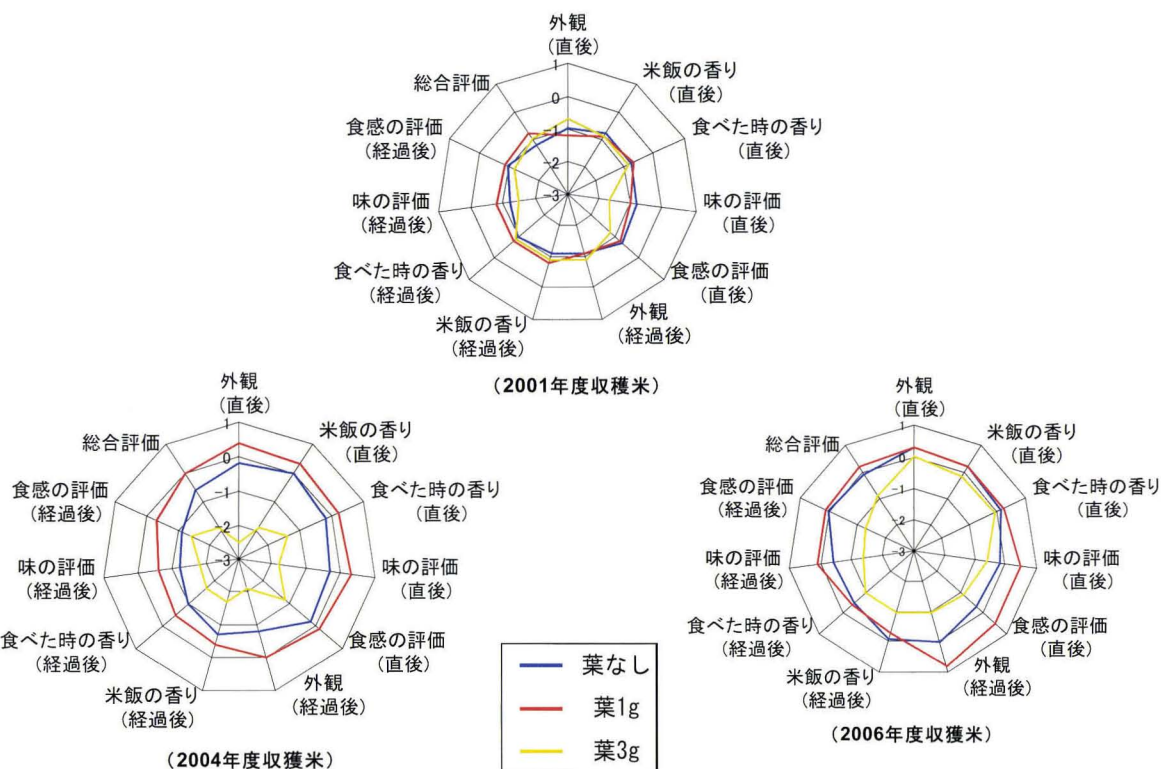 外観
(直後)
米飯の香り
(直後)
食べた時の香り
(直後)
味の評価
(直後)
食感の評価
(直後)
外観
(経過後)
米飯の香り
(経過後)
食べた時の香り
(経過後)
味の評価
(経過後)
食感の評価
(経過後)
総合評価
1
0
-1
-2
-3
(2001年度収穫米)
外観
(直後)
米飯の香り
(直後)
食べた時の香り
(直後)
味の評価
(直後)
食感の評価
(直後)
外観
(経過後)
米飯の香り
(経過後)
食べた時の香り
(経過後)
味の評価
(経過後)
食感の評価
(経過後)
総合評価
1
0
-1
-2
-3
(2004年度収獲米)
外観
(直後)
米飯の香り
(直後)
食べた時の香り
(直後)
味の評価
(直後)
食感の評価
(直後)
外観
(経過後)
米飯の香り
(経過後)
食べた時の香り
(経過後)
味の評価
(経過後)
食感の評価
(経過後)
総合評価
1
0
-1
-2
-3
(2006年度収獲米)
葉なし
葉1g
葉3g